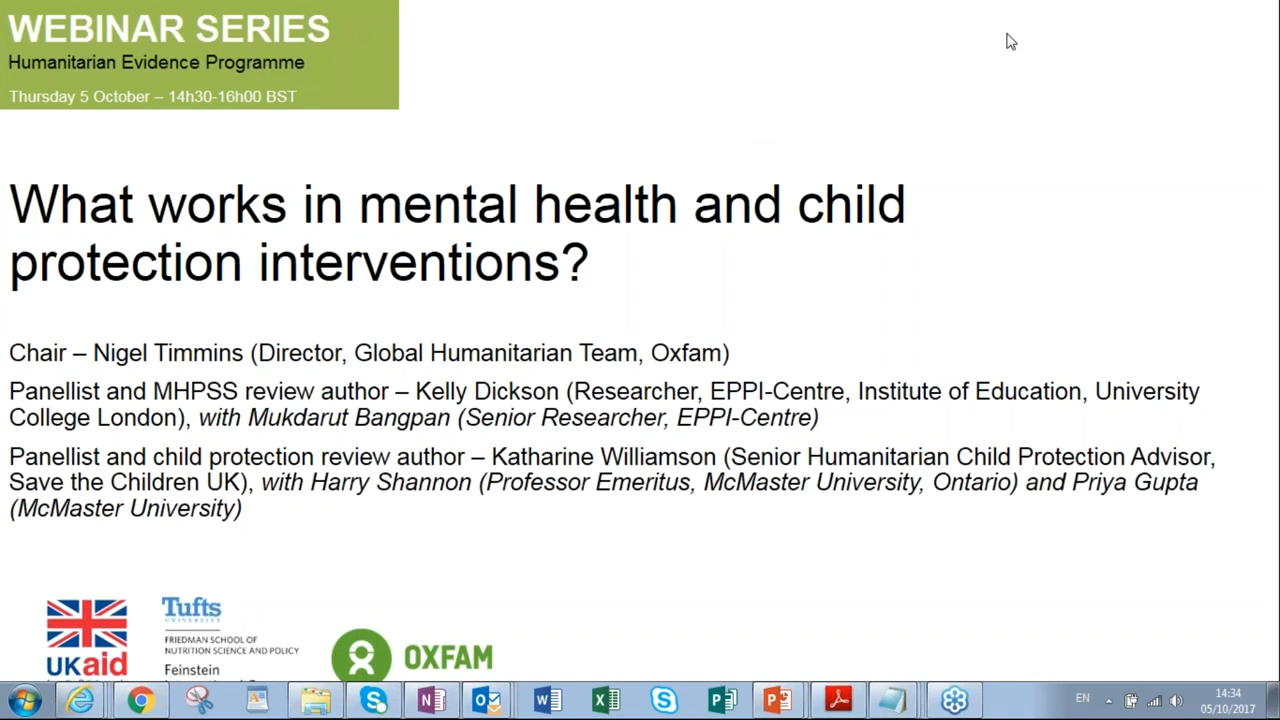 WEBINAR SERIES
Humanitarian Evidence Programme
Thursday 5 October – 14h30-16h00 BST
What works in mental health and child
protection interventions?
Chair – Nigel Timmins (Director, Global Humanitarian Team, Oxfam)
Panellist and MHPSS review author – Kelly Dickson (Researcher, EPPI-Centre, Institute of Education, University
College London), with Mukdarut Bangpan (Senior Researcher, EPPI-Centre)
Panellist and child protection review author – Katharine Williamson (Senior Humanitarian Child Protection Advisor,
Save the Children UK), with Harry Shannon (Professor Emeritus, McMaster University, Ontario) and Priya Gupta
(McMaster University)
UKaid
Tufts
UNIVERSITY
FRIEDMAN SCHOOL OF
NUTRITION SCIENCE AND POLICY
Feinstein
OXFAM
EN
14:34
05/10/2017